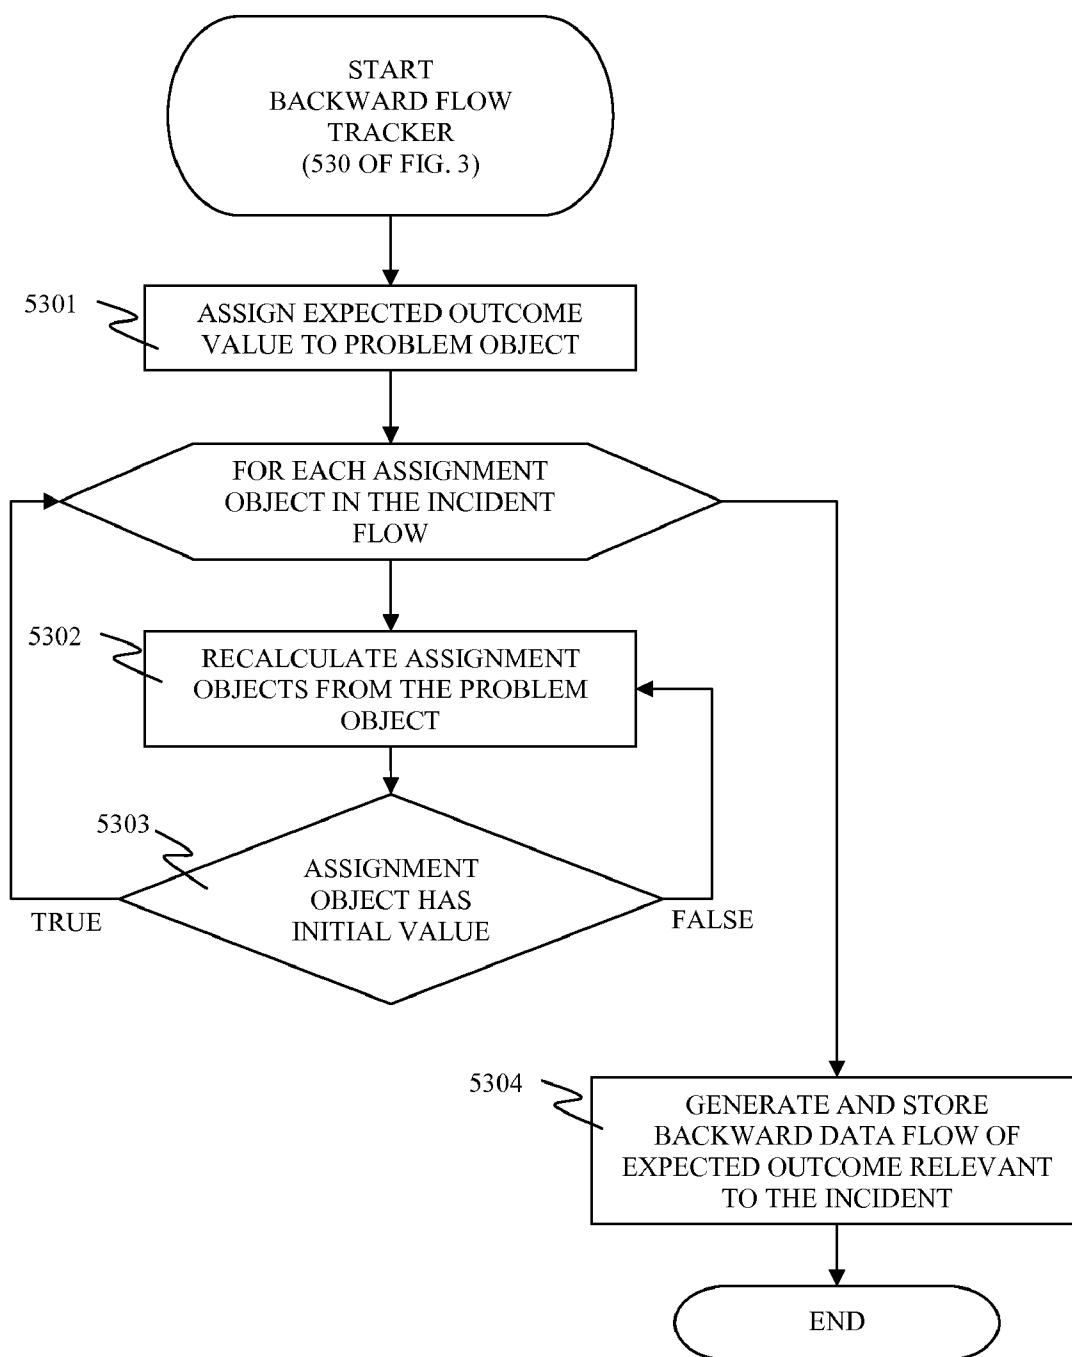 START
BACKWARD FLOW
TRACKER
(530 OF FIG. 3)
5301
ASSIGN EXPECTED OUTCOME
VALUE TO PROBLEM OBJECT
FOR EACH ASSIGNMENT
OBJECT IN THE INCIDENT
FLOW
5302
RECALCULATE ASSIGNMENT
OBJECTS FROM THE PROBLEM
OBJECT
5303
ASSIGNMENT
OBJECT HAS
INITIAL VALUE
TRUE
FALSE
5304
GENERATE AND STORE
BACKWARD DATA FLOW OF
EXPECTED OUTCOME RELEVANT
TO THE INCIDENT
END